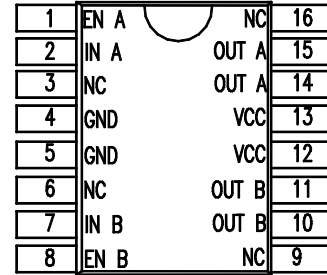 1 EN A NC 16
2 IN A OUT A 15
3 NC OUT A 14
4 GND VCC 13
5 GND VCC 12
6 NC OUT B 11
7 IN B OUT B 10
8 EN B NC 9